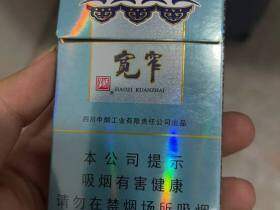 宽窄
JIAOZI KUANZHAI
四川中烟工业有限责任公司出品
本公司提示
吸烟有害健康
请勿在禁烟场所吸烟